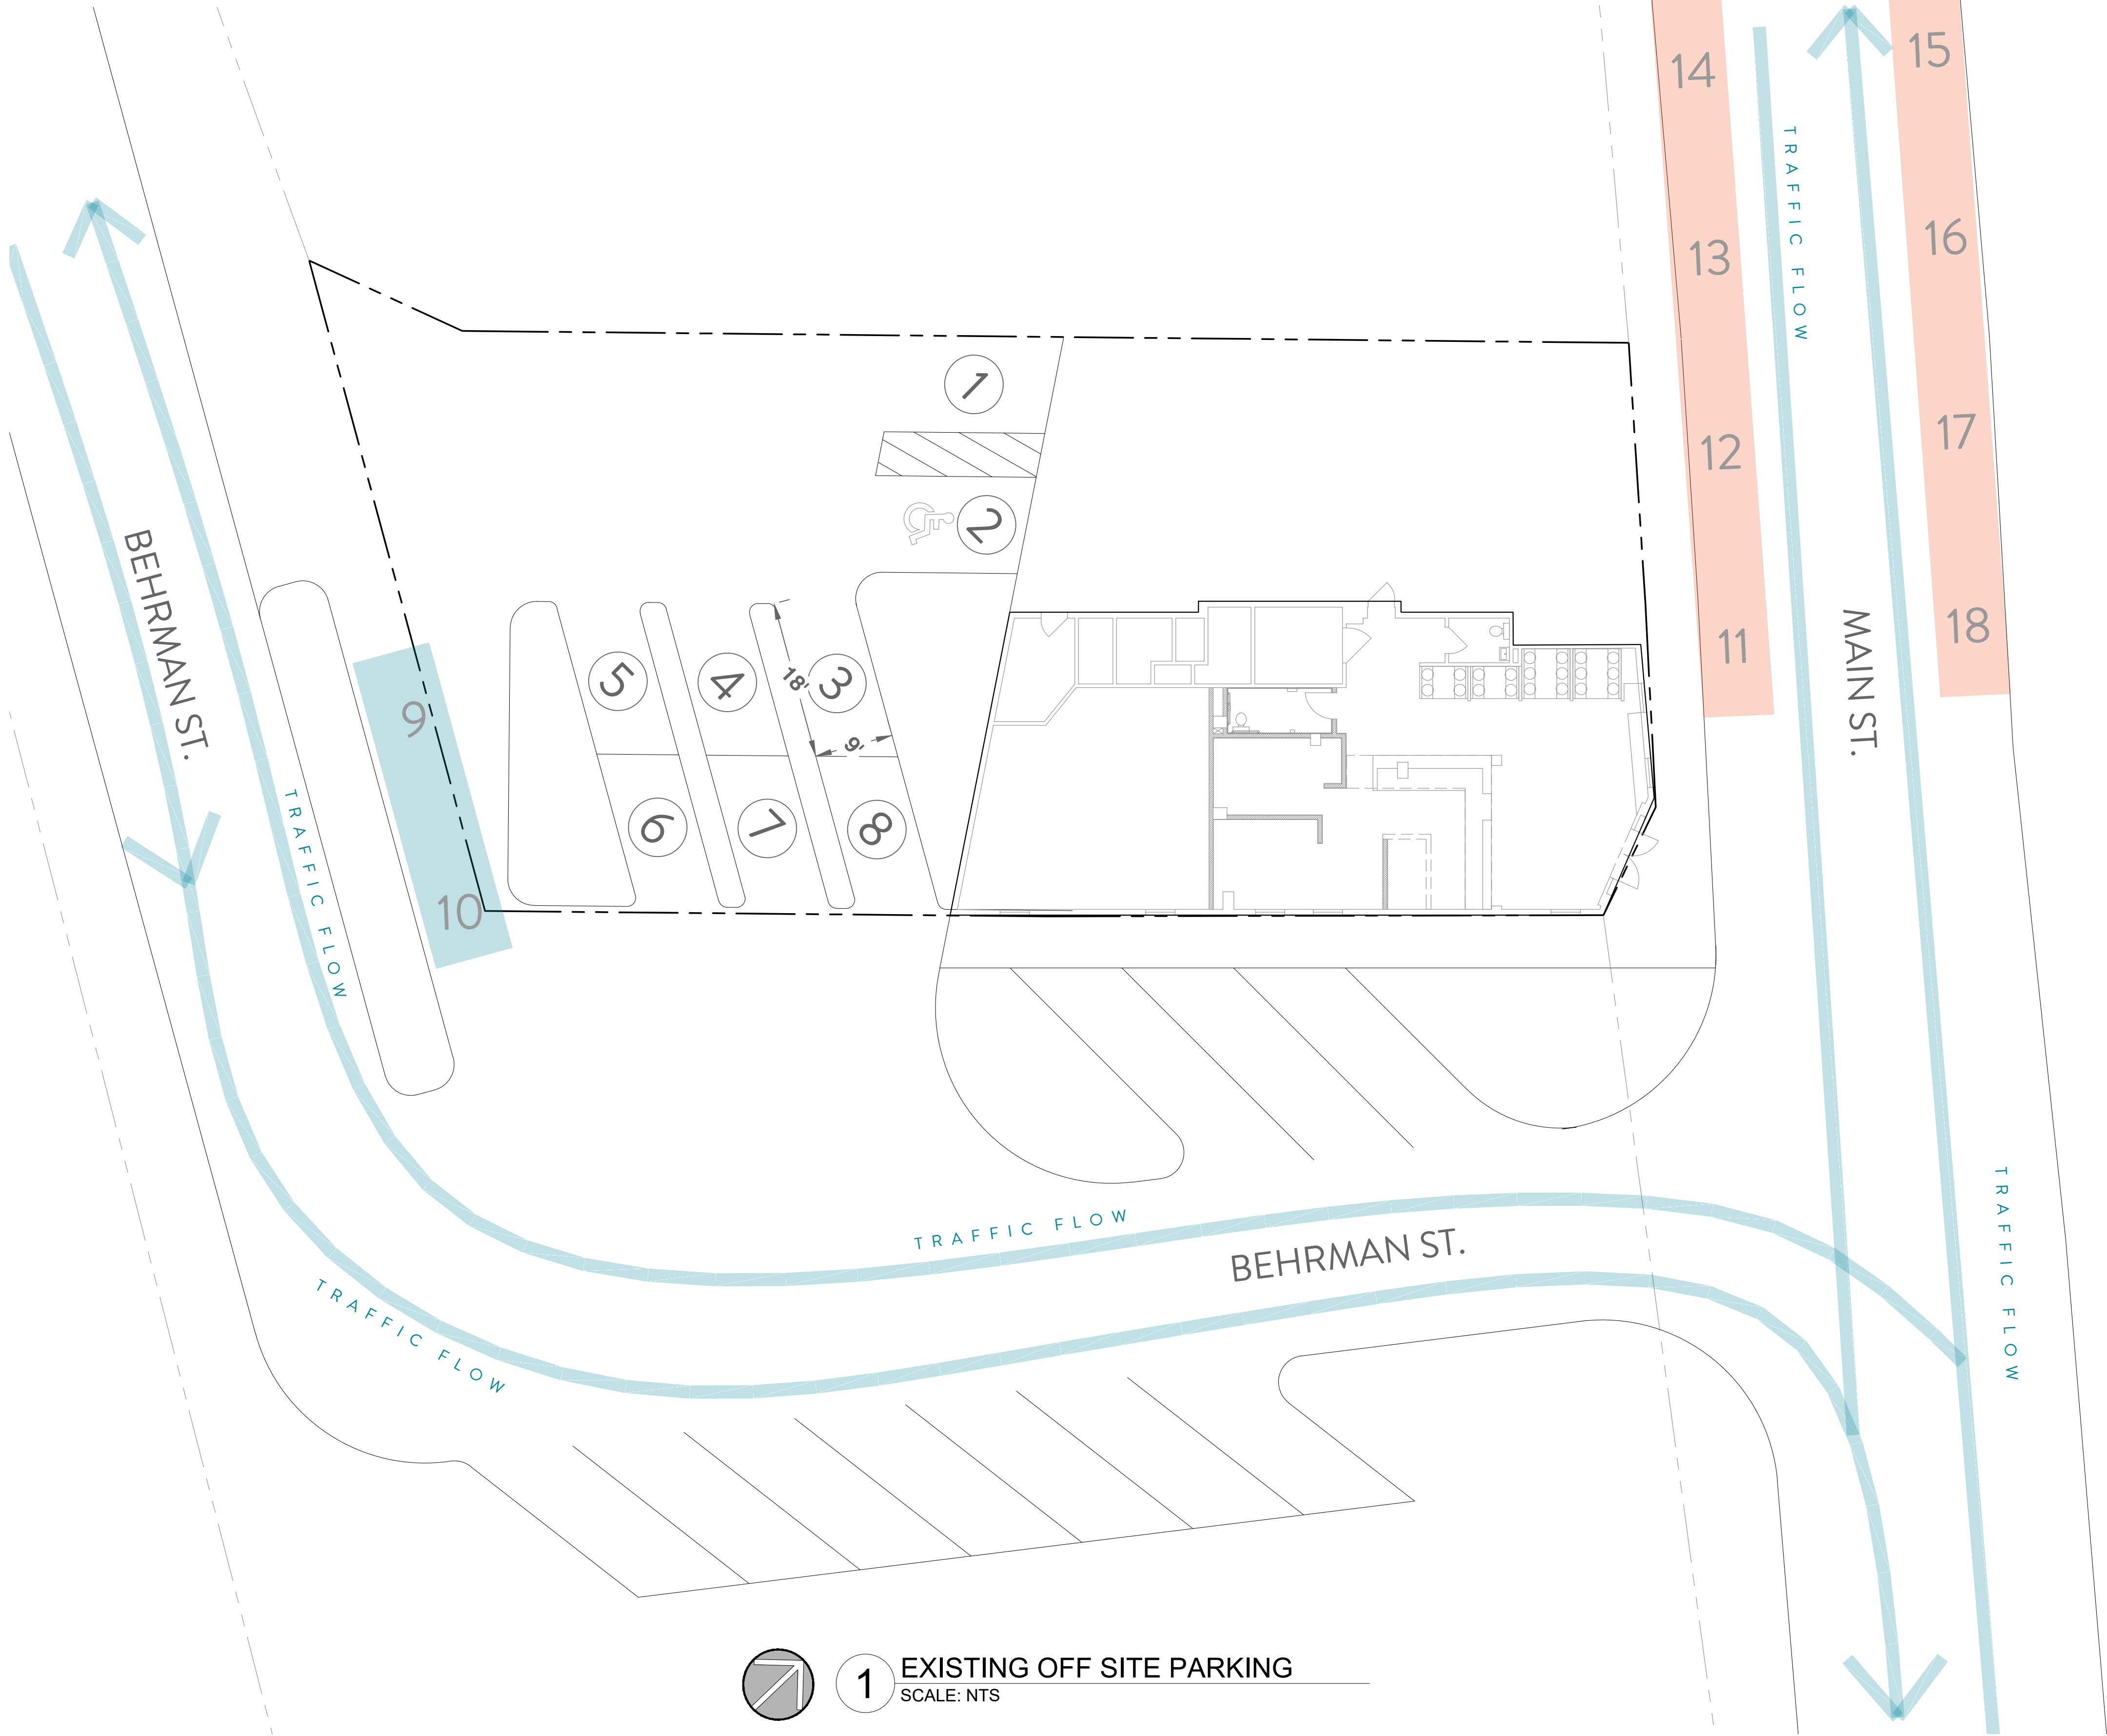 14
15
TRAFFIC FLOW
13
16
1
12
17
2
BEHRMAN ST.
11
18
MAIN ST.
5
4
3
18'
9
9'
6
7
8
TRAFFIC FLOW
10
TRAFFIC FLOW
TRAFFIC FLOW
BEHRMAN ST.
TRAFFIC FLOW
1
EXISTING OFF SITE PARKING
SCALE: NTS